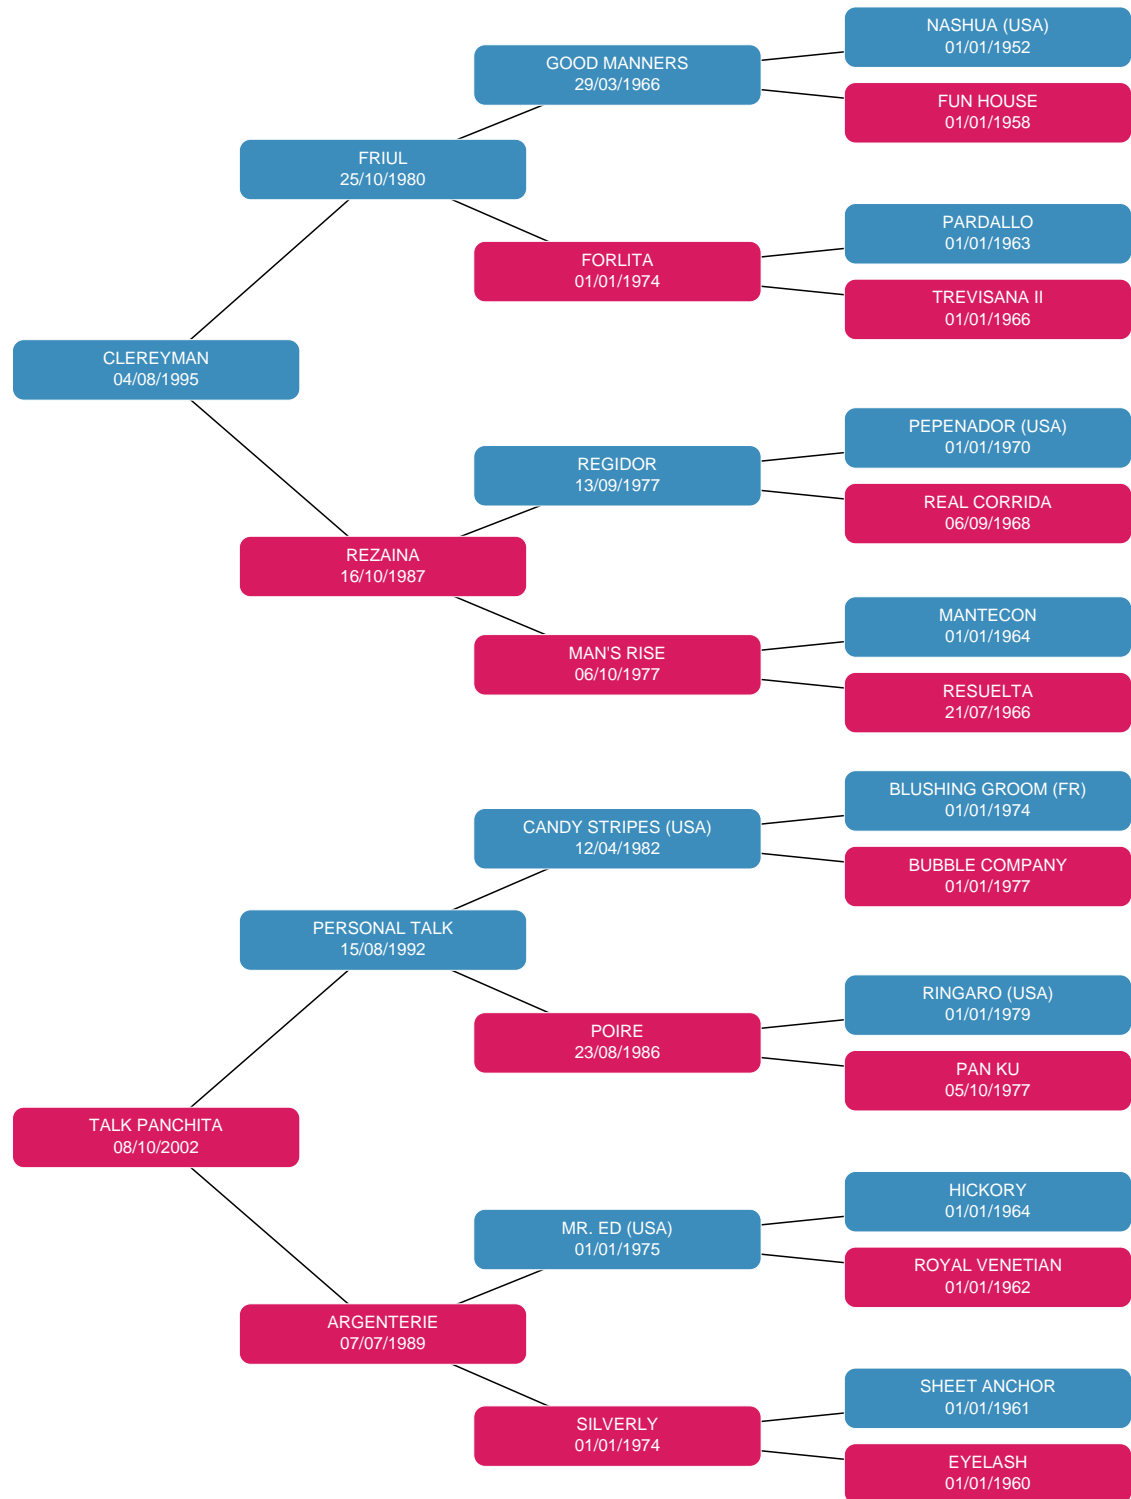 NASHUA (USA)
01/01/1952
GOOD MANNERS
29/03/1966
FUN HOUSE
01/01/1958
FRIUL
25/10/1980
PARDALLO
01/01/1963
FORLITA
01/01/1974
TREVISANA II
01/01/1966
CLEREYMAN
04/08/1995
PEPENADOR (USA)
01/01/1970
REGIDOR
13/09/1977
REAL CORRIDA
06/09/1968
REZAINA
16/10/1987
MANTECON
01/01/1964
MAN'S RISE
06/10/1977
RESUELTA
21/07/1966
BLUSHING GROOM (FR)
01/01/1974
CANDY STRIPES (USA)
12/04/1982
BUBBLE COMPANY
01/01/1977
PERSONAL TALK
15/08/1992
RINGARO (USA)
01/01/1979
POIRE
23/08/1986
PAN KU
05/10/1977
TALK PANCHITA
08/10/2002
HICKORY
01/01/1964
MR. ED (USA)
01/01/1975
ROYAL VENETIAN
01/01/1962
ARGENTERIE
07/07/1989
SHEET ANCHOR
01/01/1961
SILVERLY
01/01/1974
EYELASH
01/01/1960